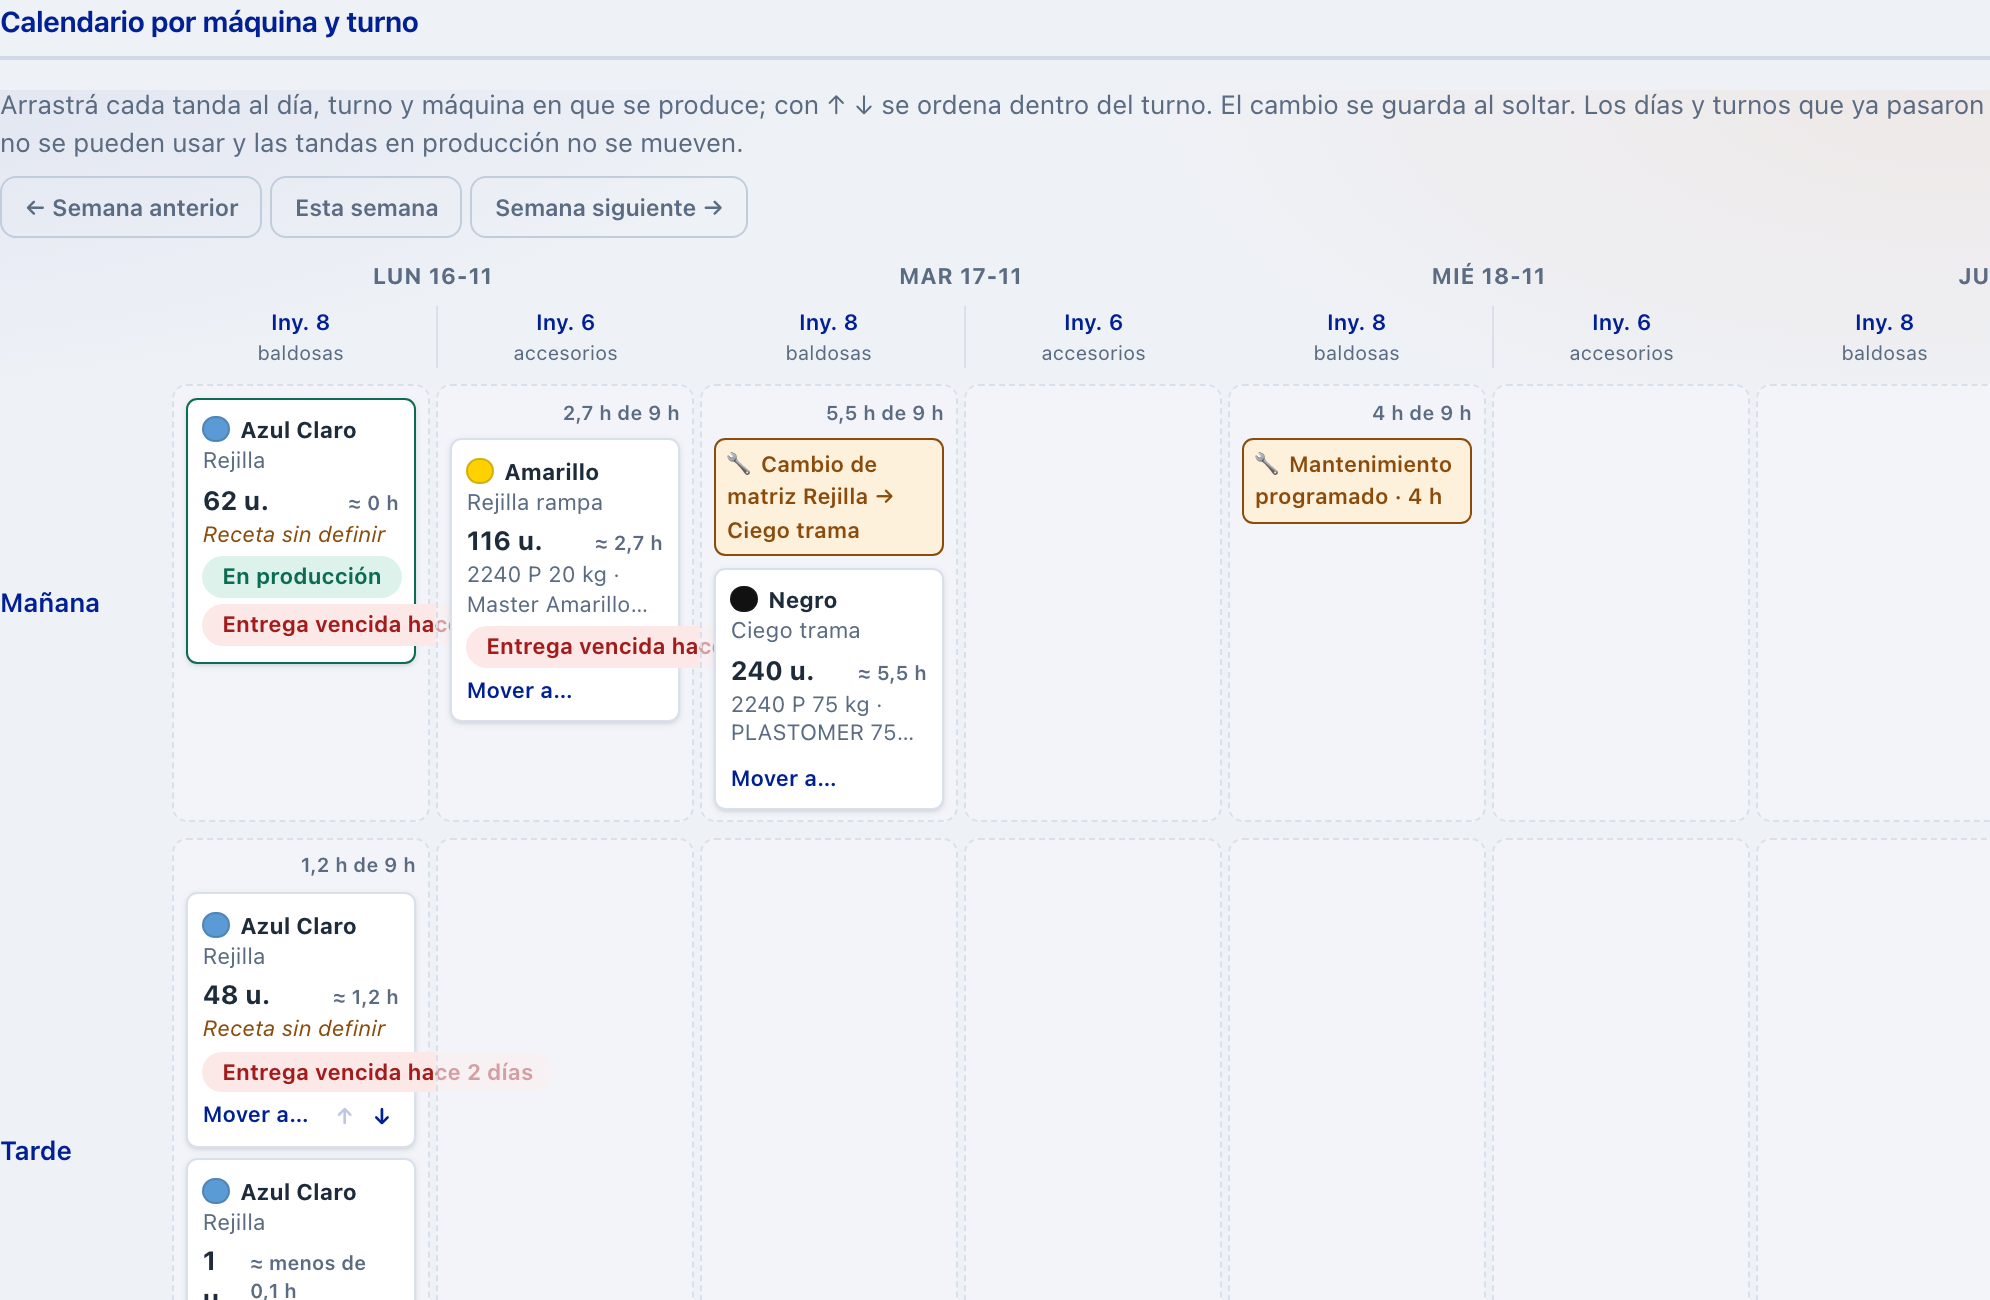 Calendario por máquina y turno
Arrastrá cada tanda al día, turno y máquina en que se produce; con ↑ ↓ se ordena dentro del turno. El cambio se guarda al soltar. Los días y turnos que ya pasaron
no se pueden usar y las tandas en producción no se mueven.
← Semana anterior
Esta semana
Semana siguiente →
LUN 16-11
MAR 17-11
MIÉ 18-11
JU
Iny. 8
baldosas
Iny. 6
accesorios
Iny. 8
baldosas
Iny. 6
accesorios
Iny. 8
baldosas
Iny. 6
accesorios
Iny. 8
baldosas
Mañana
Azul Claro
Rejilla
62 u.
≈ 0 h
Receta sin definir
En producción
Entrega vencida hac
2,7 h de 9 h
Amarillo
Rejilla rampa
116 u.
≈ 2,7 h
2240 P 20 kg ·
Master Amarillo...
Entrega vencida hac
Mover a...
5,5 h de 9 h
🔧 Cambio de
matriz Rejilla →
Ciego trama
Negro
Ciego trama
240 u.
≈ 5,5 h
2240 P 75 kg ·
PLASTOMER 75...
Mover a...
4 h de 9 h
🔧 Mantenimiento
programado · 4 h
Tarde
1,2 h de 9 h
Azul Claro
Rejilla
48 u.
≈ 1,2 h
Receta sin definir
Entrega vencida hace 2 días
Mover a... ↑ ↓
Azul Claro
Rejilla
1
u.
≈ menos de
0,1 h